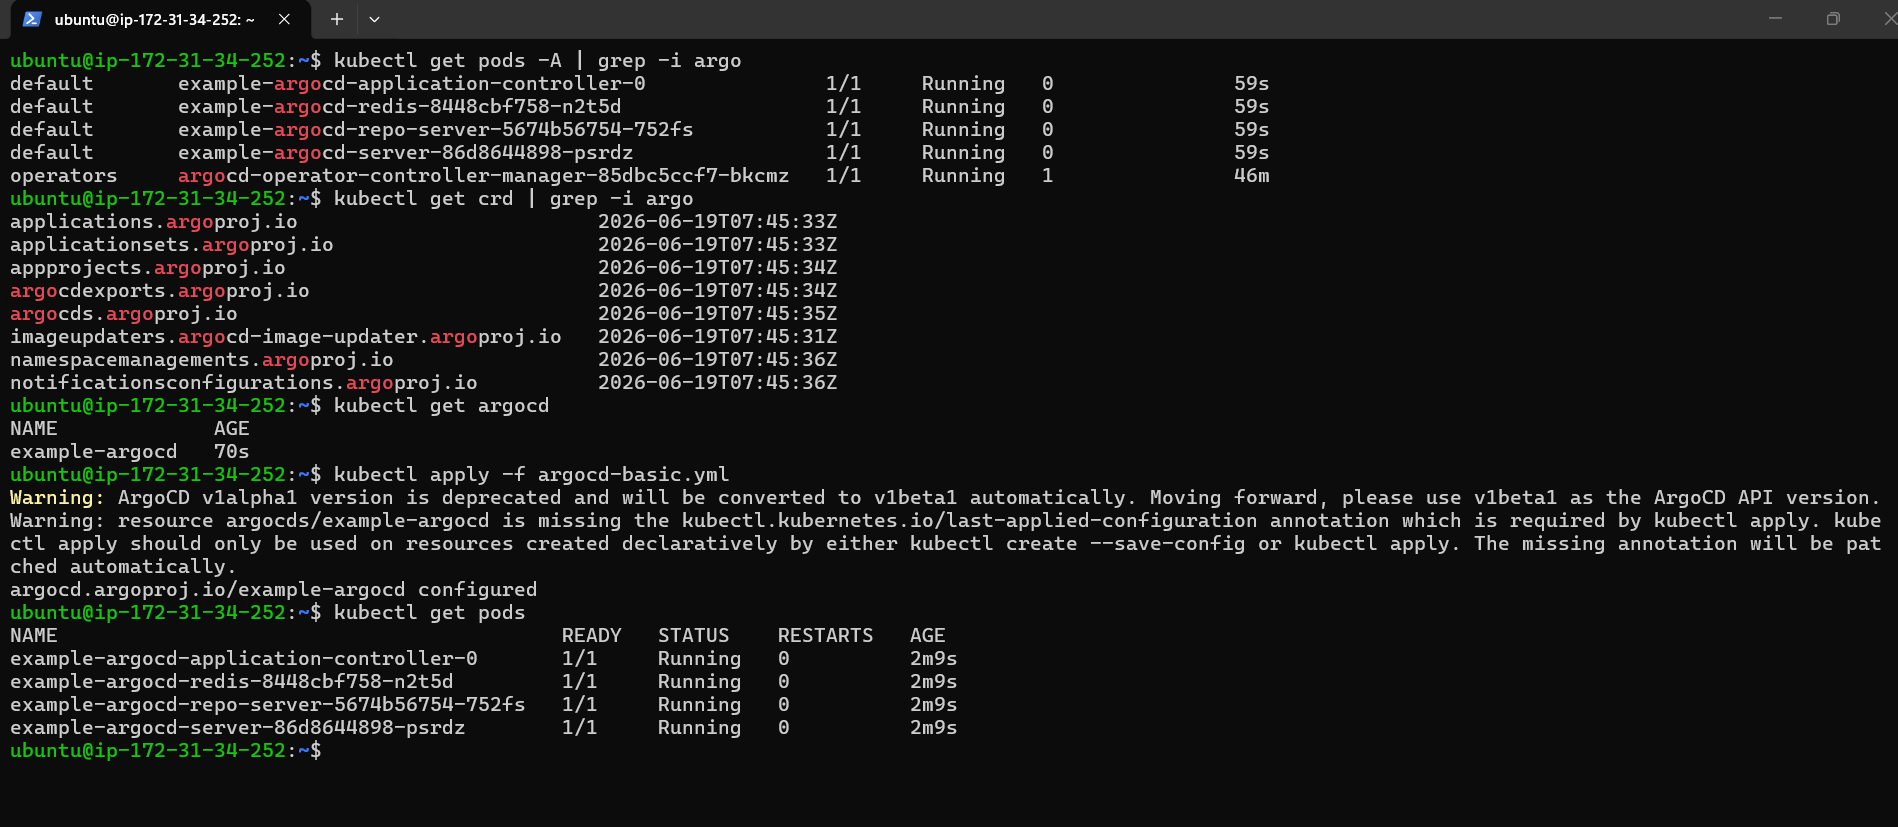 ubuntu@ip-172-31-34-252: ~
ubuntu@ip-172-31-34-252:~$ kubectl get pods -A | grep -i argo
default       example-argocd-application-controller-0               1/1     Running   0               59s
default       example-argocd-redis-8448cbf758-n2t5d                 1/1     Running   0               59s
default       example-argocd-repo-server-5674b56754-752fs           1/1     Running   0               59s
default       example-argocd-server-86d8644898-psrdz                1/1     Running   0               59s
operators     argocd-operator-controller-manager-85dbc5ccf7-bkcmz   1/1     Running   1               46m
ubuntu@ip-172-31-34-252:~$ kubectl get crd | grep -i argo
applications.argoproj.io                         2026-06-19T07:45:33Z
applicationsets.argoproj.io                      2026-06-19T07:45:33Z
appprojects.argoproj.io                          2026-06-19T07:45:34Z
argocdexports.argoproj.io                        2026-06-19T07:45:34Z
argocds.argoproj.io                              2026-06-19T07:45:35Z
imageupdaters.argocd-image-updater.argoproj.io   2026-06-19T07:45:31Z
namespacemanagements.argoproj.io                 2026-06-19T07:45:36Z
notificationsconfigurations.argoproj.io          2026-06-19T07:45:36Z
ubuntu@ip-172-31-34-252:~$ kubectl get argocd
NAME             AGE
example-argocd   70s
ubuntu@ip-172-31-34-252:~$ kubectl apply -f argocd-basic.yml
Warning: ArgoCD v1alpha1 version is deprecated and will be converted to v1beta1 automatically. Moving forward, please use v1beta1 as the ArgoCD API version.
Warning: resource argocds/example-argocd is missing the kubectl.kubernetes.io/last-applied-configuration annotation which is required by kubectl apply. kube
ctl apply should only be used on resources created declaratively by either kubectl create --save-config or kubectl apply. The missing annotation will be pat
ched automatically.
argocd.argoproj.io/example-argocd configured
ubuntu@ip-172-31-34-252:~$ kubectl get pods
NAME                                          READY   STATUS    RESTARTS   AGE
example-argocd-application-controller-0       1/1     Running   0          2m9s
example-argocd-redis-8448cbf758-n2t5d         1/1     Running   0          2m9s
example-argocd-repo-server-5674b56754-752fs   1/1     Running   0          2m9s
example-argocd-server-86d8644898-psrdz        1/1     Running   0          2m9s
ubuntu@ip-172-31-34-252:~$